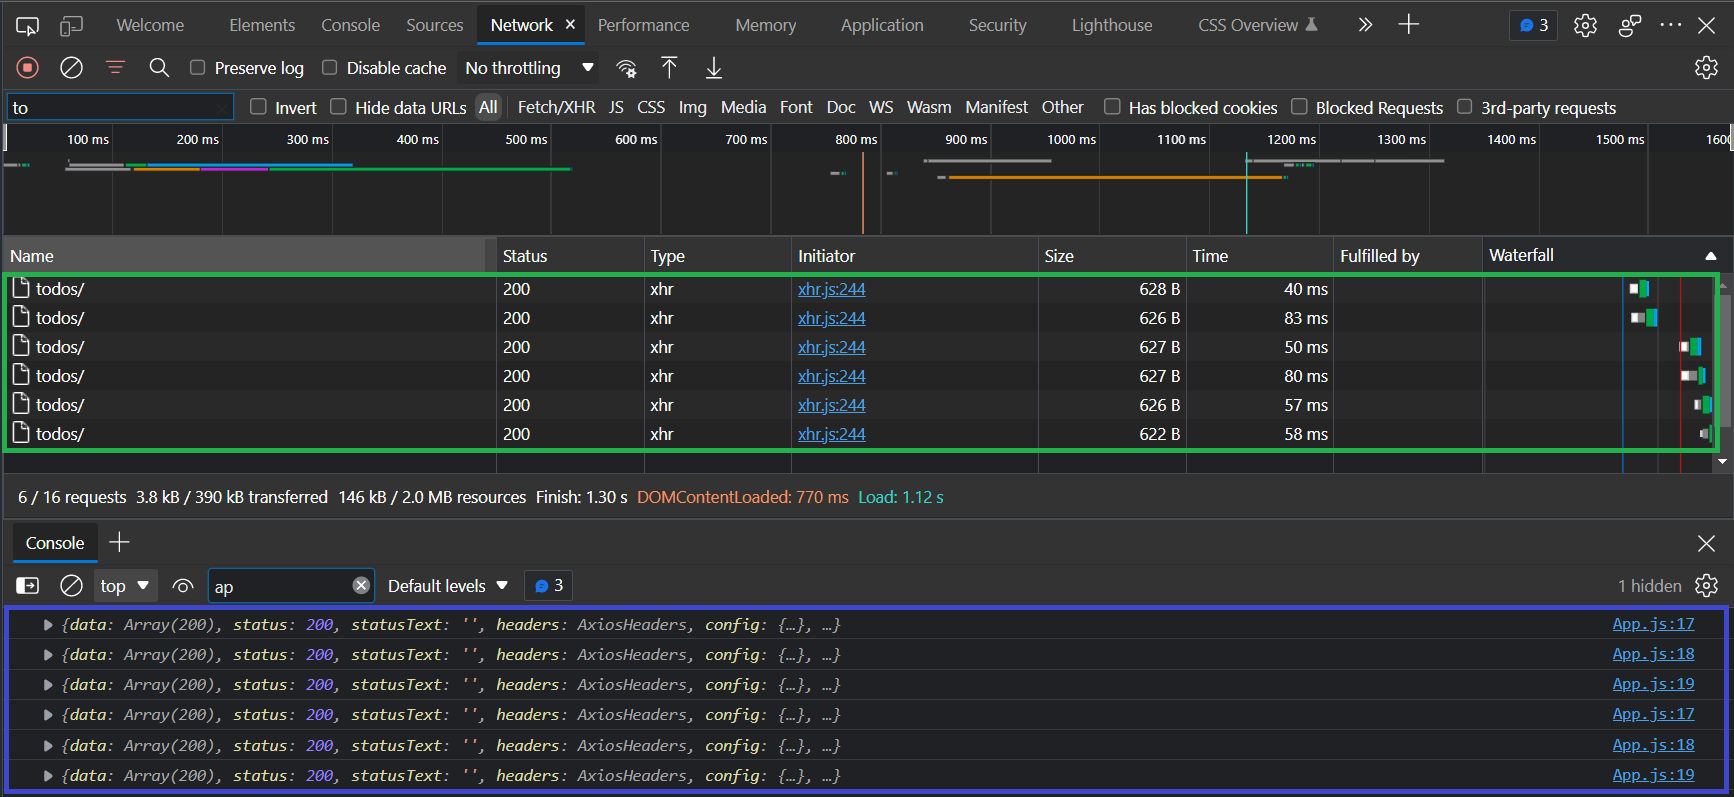 Welcome Elements Console Sources Network × Performance Memory Application Security Lighthouse CSS Overview 3
Preserve log Disable cache No throttling
to Invert Hide data URLs All Fetch/XHR JS CSS Img Media Font Doc WS Wasm Manifest Other Has blocked cookies Blocked Requests 3rd-party requests
100 ms 200 ms 300 ms 400 ms 500 ms 600 ms 700 ms 800 ms 900 ms 1000 ms 1100 ms 1200 ms 1300 ms 1400 ms 1500 ms 1600
Name Status Type Initiator Size Time Fulfilled by Waterfall
todos/ 200 xhr xhr.js:244 628 B 40 ms
todos/ 200 xhr xhr.js:244 626 B 83 ms
todos/ 200 xhr xhr.js:244 627 B 50 ms
todos/ 200 xhr xhr.js:244 627 B 80 ms
todos/ 200 xhr xhr.js:244 626 B 57 ms
todos/ 200 xhr xhr.js:244 622 B 58 ms
6 / 16 requests 3.8 kB / 390 kB transferred 146 kB / 2.0 MB resources Finish: 1.30 s DOMContentLoaded: 770 ms Load: 1.12 s
Console
top ap Default levels 3 1 hidden
{data: Array(200), status: 200, statusText: '', headers: AxiosHeaders, config: {…}, …} App.js:17
{data: Array(200), status: 200, statusText: '', headers: AxiosHeaders, config: {…}, …} App.js:18
{data: Array(200), status: 200, statusText: '', headers: AxiosHeaders, config: {…}, …} App.js:19
{data: Array(200), status: 200, statusText: '', headers: AxiosHeaders, config: {…}, …} App.js:17
{data: Array(200), status: 200, statusText: '', headers: AxiosHeaders, config: {…}, …} App.js:18
{data: Array(200), status: 200, statusText: '', headers: AxiosHeaders, config: {…}, …} App.js:19